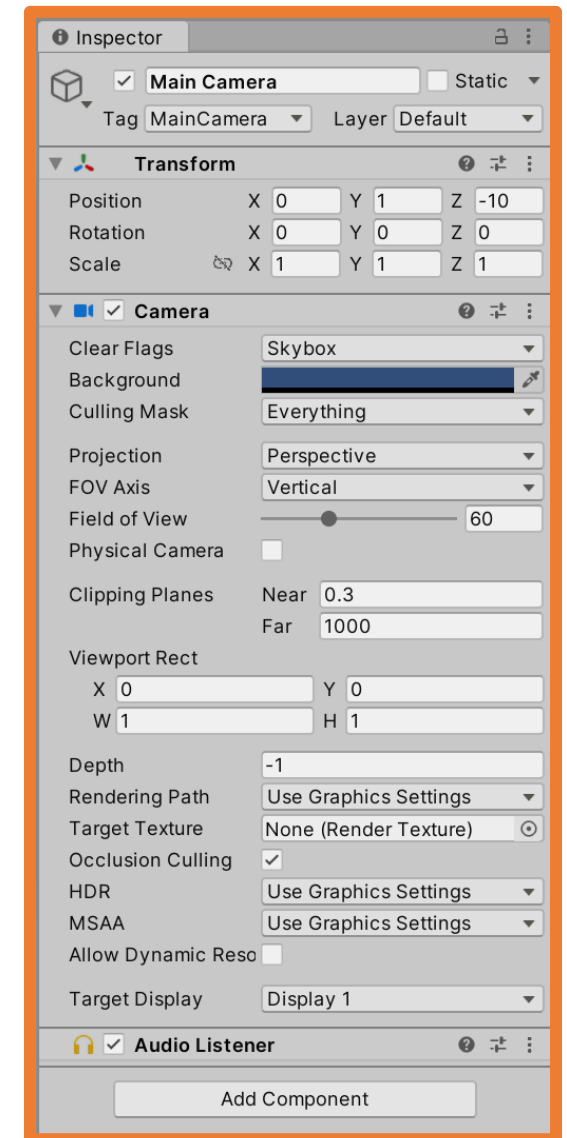 Inspector
Main Camera Static
Tag MainCamera Layer Default
Transform
Position X 0 Y 1 Z -10
Rotation X 0 Y 0 Z 0
Scale X 1 Y 1 Z 1
Camera
Clear Flags Skybox
Background
Culling Mask Everything
Projection Perspective
FOV Axis Vertical
Field of View 60
Physical Camera
Clipping Planes Near 0.3
Far 1000
Viewport Rect
X 0 Y 0
W 1 H 1
Depth -1
Rendering Path Use Graphics Settings
Target Texture None (Render Texture)
Occlusion Culling
HDR Use Graphics Settings
MSAA Use Graphics Settings
Allow Dynamic Reso
Target Display Display 1
Audio Listener
Add Component